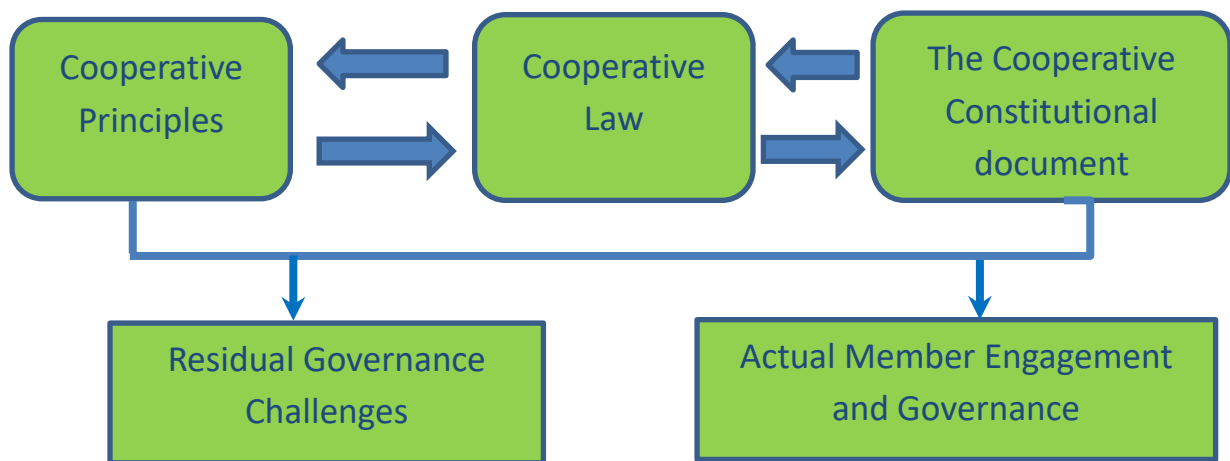 Cooperative
Principles
Cooperative
Law
The Cooperative
Constitutional
document
Residual Governance
Challenges
Actual Member Engagement
and Governance